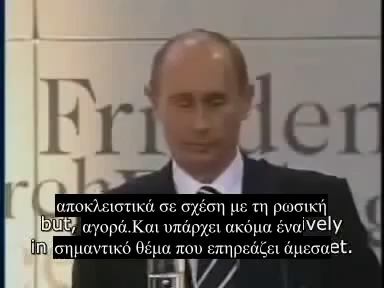 Frieden
αποκλειστικά σε σχέση με τη ρωσική
but, αγορά.Και υπάρχει ακόμα ένα ively
in σημαντικό θέμα που επηρεάζει άμεσα et.